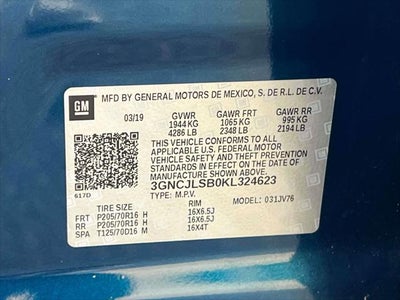 GM
MFD BY GENERAL MOTORS DE MEXICO, S. DE R.L. DE C.V.
03/19 GVWR GAWR FRT GAWR RR
1944 KG 1065 KG 995 KG
4286 LB 2348 LB 2194 LB
THIS VEHICLE CONFORMS TO ALL APPLICABLE U.S.
FEDERAL MOTOR VEHICLE SAFETY AND THEFT
PREVENTION STANDARDS IN EFFECT ON THE DATE OF
MANUFACTURE SHOWN ABOVE.
3GNCJLSB0KL324623
617D TYPE: M.P.V.
TIRE SIZE RIM MODEL: 031JV76
FRT P205/70R16 H 16X6.5J
RR P205/70R16 H 16X6.5J
SPA T125/70D16 M 16X4T